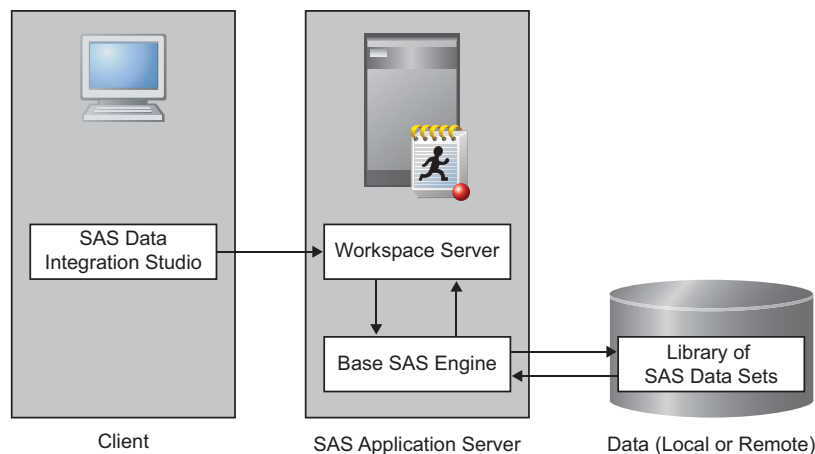 SAS Data
Integration Studio
Workspace Server
Base SAS Engine
Library of
SAS Data Sets
Client
SAS Application Server
Data (Local or Remote)